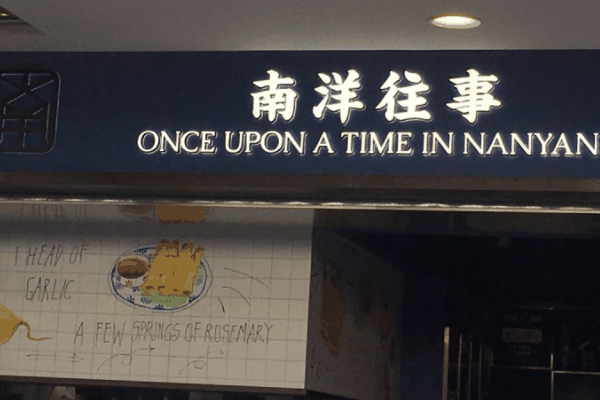 南洋往事
ONCE UPON A TIME IN NANYAN
1 HEAD OF
GARLIC
A FEW SPRINGS OF ROSEMARY